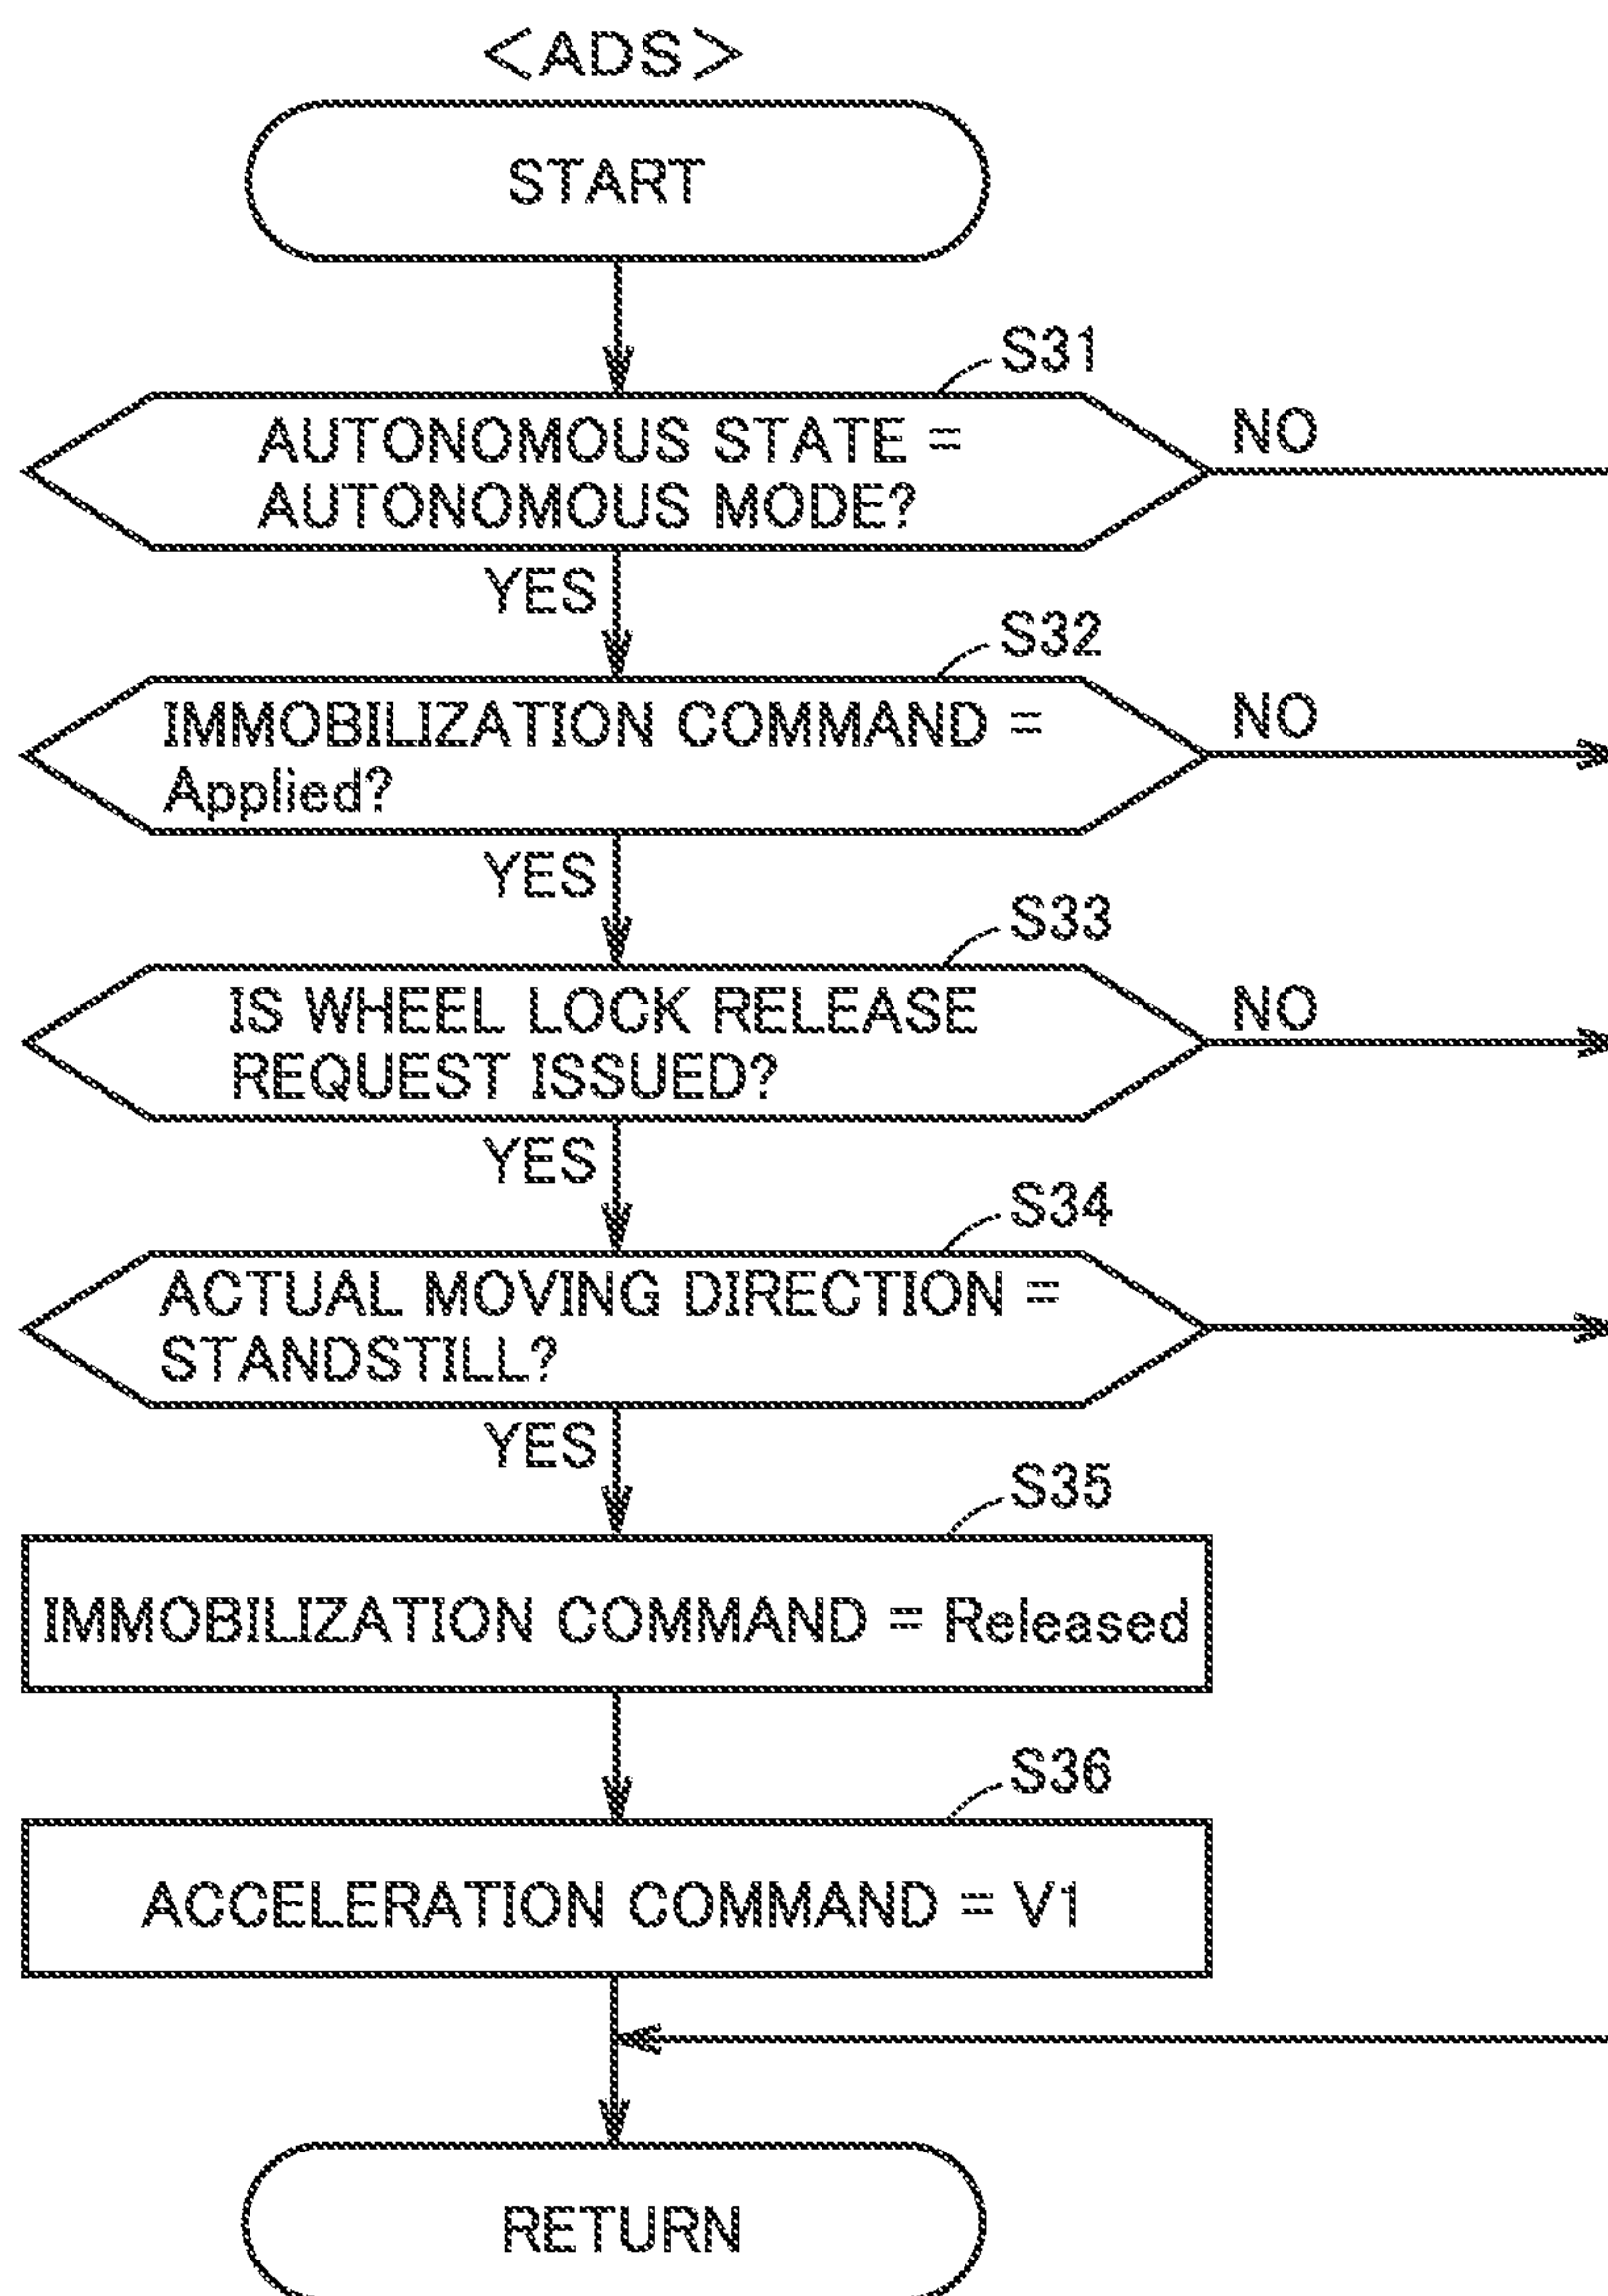 <ADS>
START
S31
AUTONOMOUS STATE =
AUTONOMOUS MODE?
NO
YES
S32
IMMOBILIZATION COMMAND =
Applied?
NO
YES
S33
IS WHEEL LOCK RELEASE
REQUEST ISSUED?
NO
YES
S34
ACTUAL MOVING DIRECTION =
STANDSTILL?
YES
S35
IMMOBILIZATION COMMAND = Released
S36
ACCELERATION COMMAND = V1
RETURN